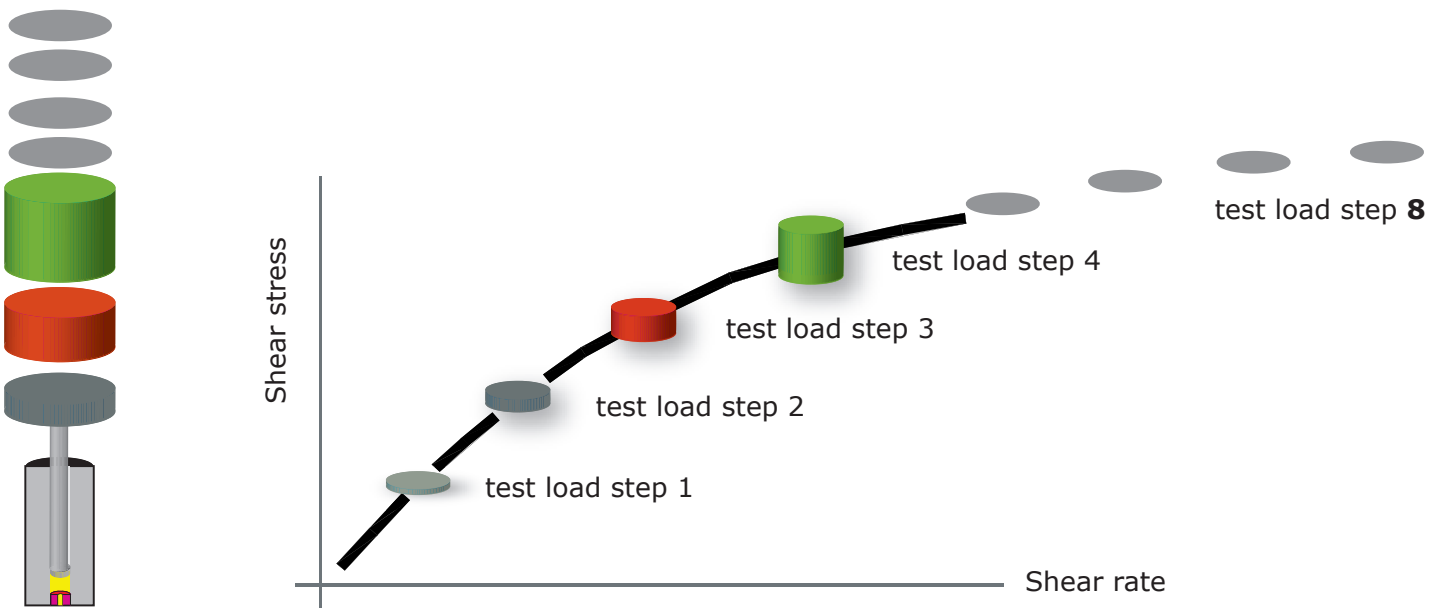 test load step 8
test load step 4
test load step 3
test load step 2
test load step 1
Shear stress
Shear rate